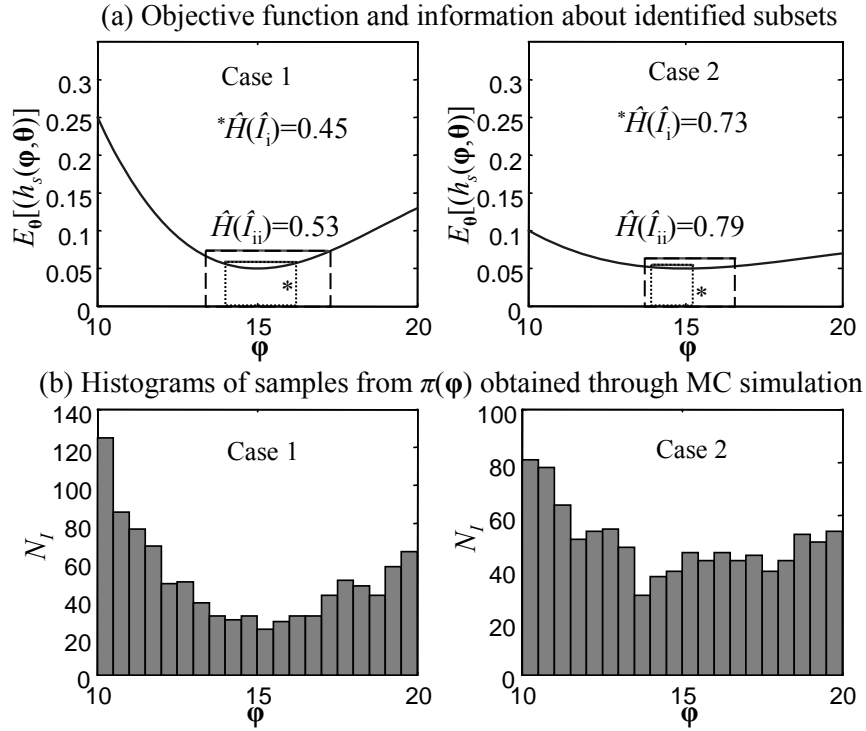 (a) Objective function and information about identified subsets
E_θ[(h_s(φ,θ)]
0.3
0.25
0.2
0.15
0.1
0.05
0
Case 1
*Ĥ(Î_i)=0.45
Ĥ(Î_ii)=0.53
*
10 15 20
φ
E_θ[(h_s(φ,θ)]
0.3
0.25
0.2
0.15
0.1
0.05
0
Case 2
*Ĥ(Î_i)=0.73
Ĥ(Î_ii)=0.79
*
10 15 20
φ
(b) Histograms of samples from π(φ) obtained through MC simulation
N_I
140
120
100
80
60
40
20
0
Case 1
10 15 20
φ
N_I
100
80
60
40
20
0
Case 2
10 15 20
φ